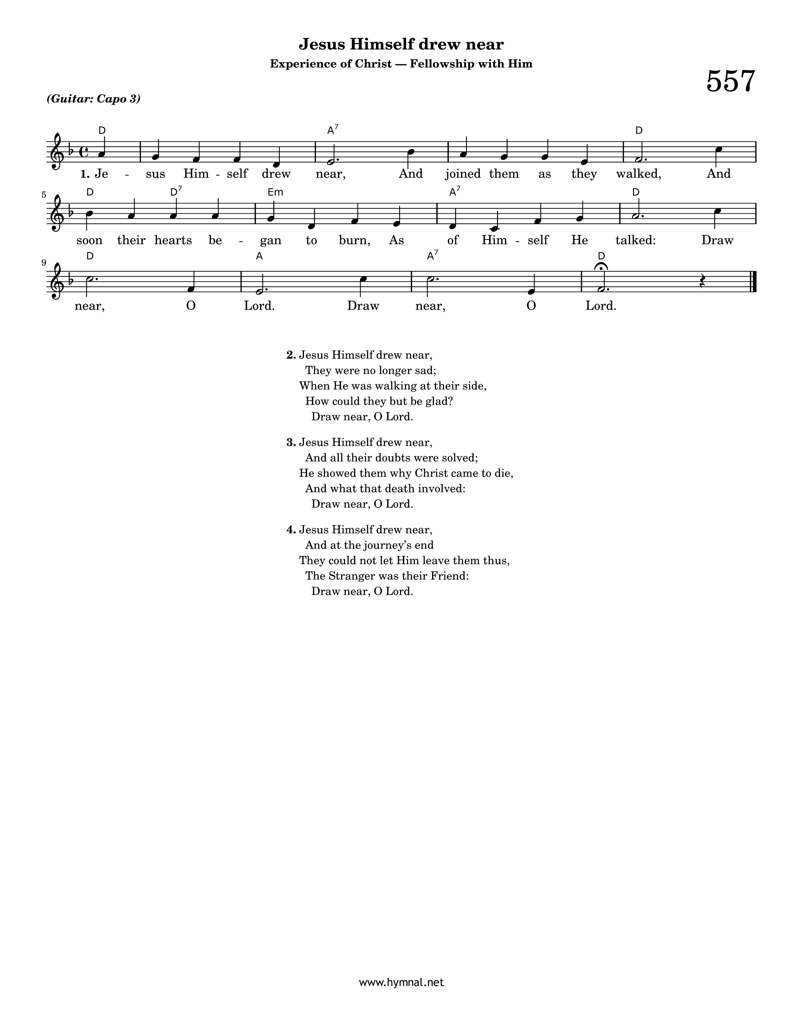 Jesus Himself drew near
Experience of Christ — Fellowship with Him
557
(Guitar: Capo 3)
D A7 D
1. Je - sus Him - self drew near, And joined them as they walked, And
5 D D7 Em A7 D
soon their hearts be - gan to burn, As of Him - self He talked: Draw
9 D A A7 D
near, O Lord. Draw near, O Lord.
2. Jesus Himself drew near,
They were no longer sad;
When He was walking at their side,
How could they but be glad?
Draw near, O Lord.
3. Jesus Himself drew near,
And all their doubts were solved;
He showed them why Christ came to die,
And what that death involved:
Draw near, O Lord.
4. Jesus Himself drew near,
And at the journey's end
They could not let Him leave them thus,
The Stranger was their Friend:
Draw near, O Lord.
www.hymnal.net